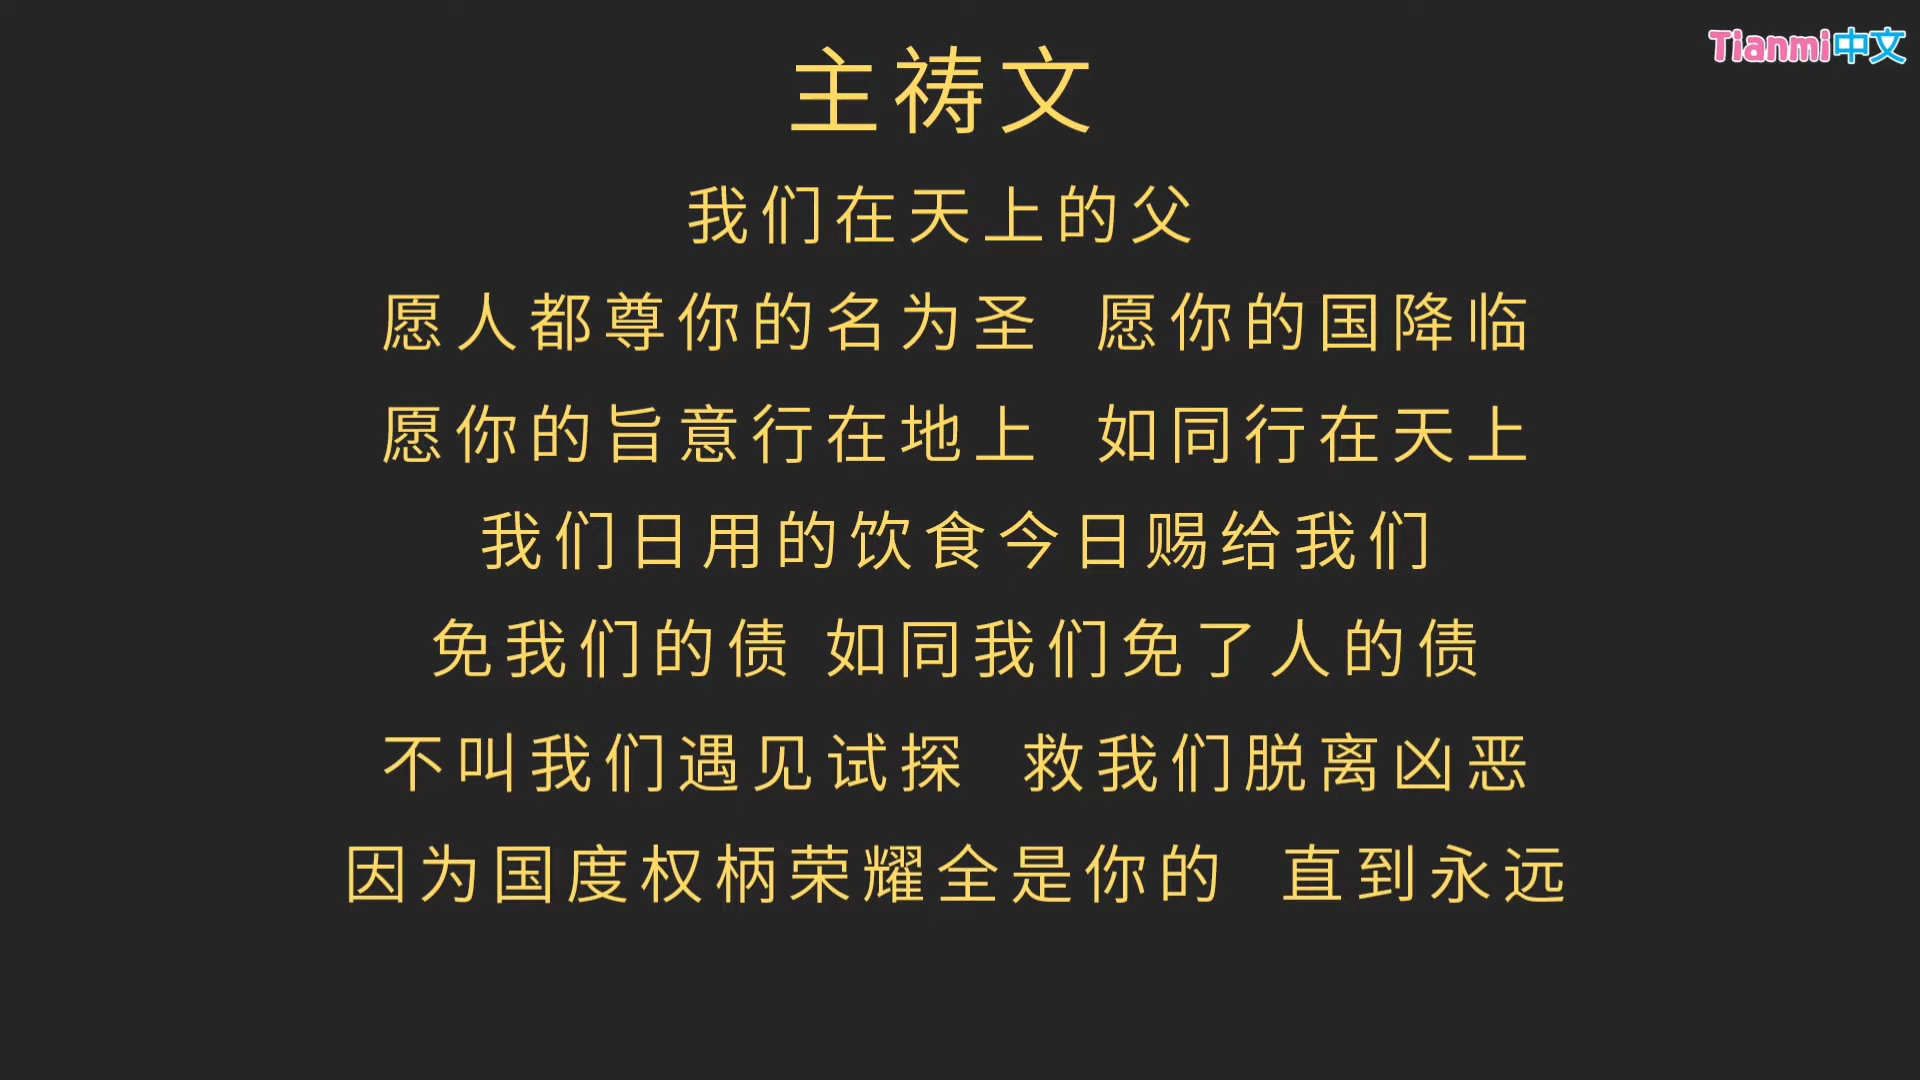 Tianmi中文
主祷文
我们在天上的父
愿人都尊你的名为圣 愿你的国降临
愿你的旨意行在地上 如同行在天上
我们日用的饮食今日赐给我们
免我们的债 如同我们免了人的债
不叫我们遇见试探 救我们脱离凶恶
因为国度权柄荣耀全是你的 直到永远